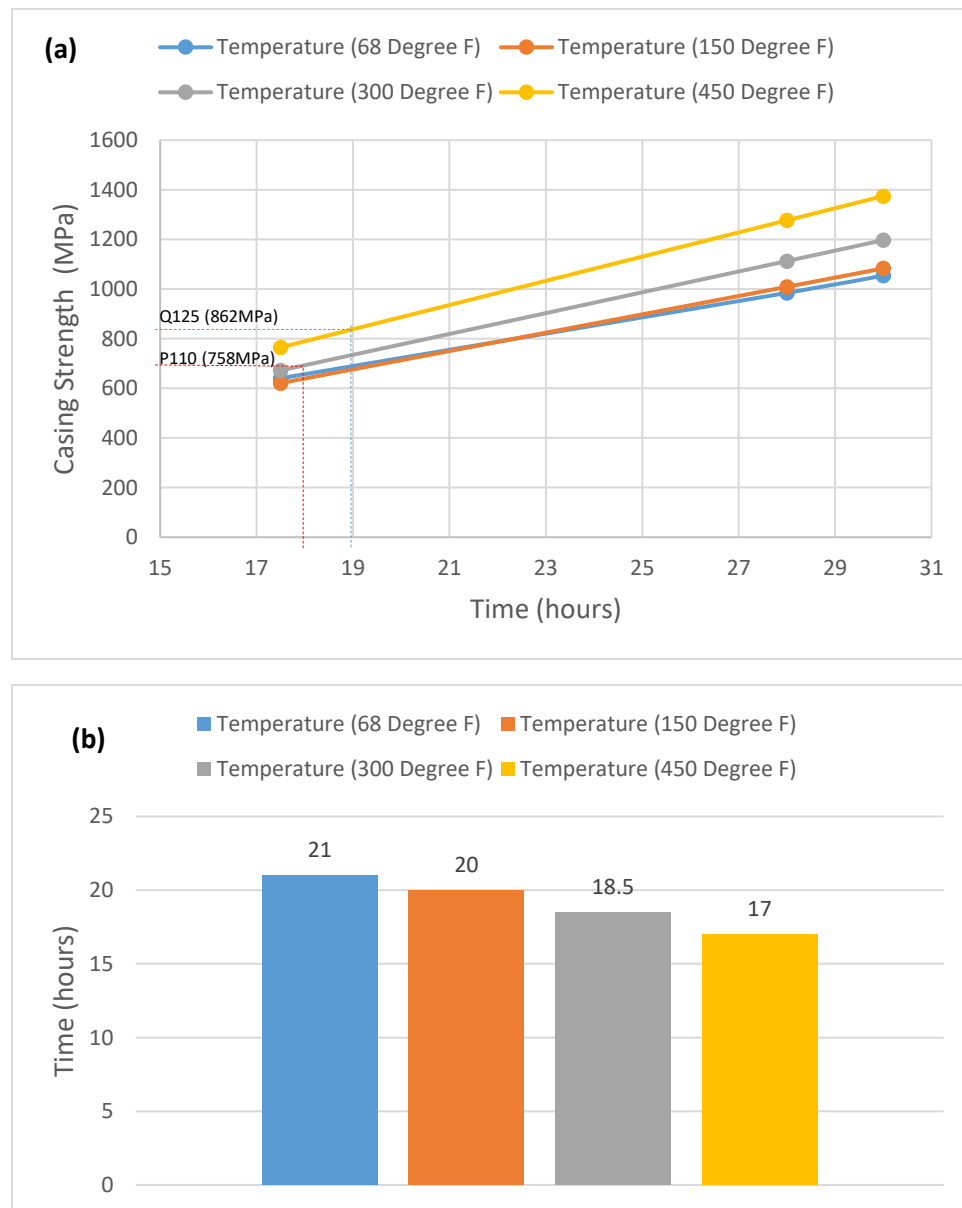 (a)
Temperature (68 Degree F)
Temperature (150 Degree F)
Temperature (300 Degree F)
Temperature (450 Degree F)
Casing Strength (MPa)
1600
1400
1200
1000
800
600
400
200
0
Q125 (862MPa)
P110 (758MPa)
15 17 19 21 23 25 27 29 31
Time (hours)
(b)
Temperature (68 Degree F)
Temperature (150 Degree F)
Temperature (300 Degree F)
Temperature (450 Degree F)
Time (hours)
25
20
15
10
5
0
21
20
18.5
17